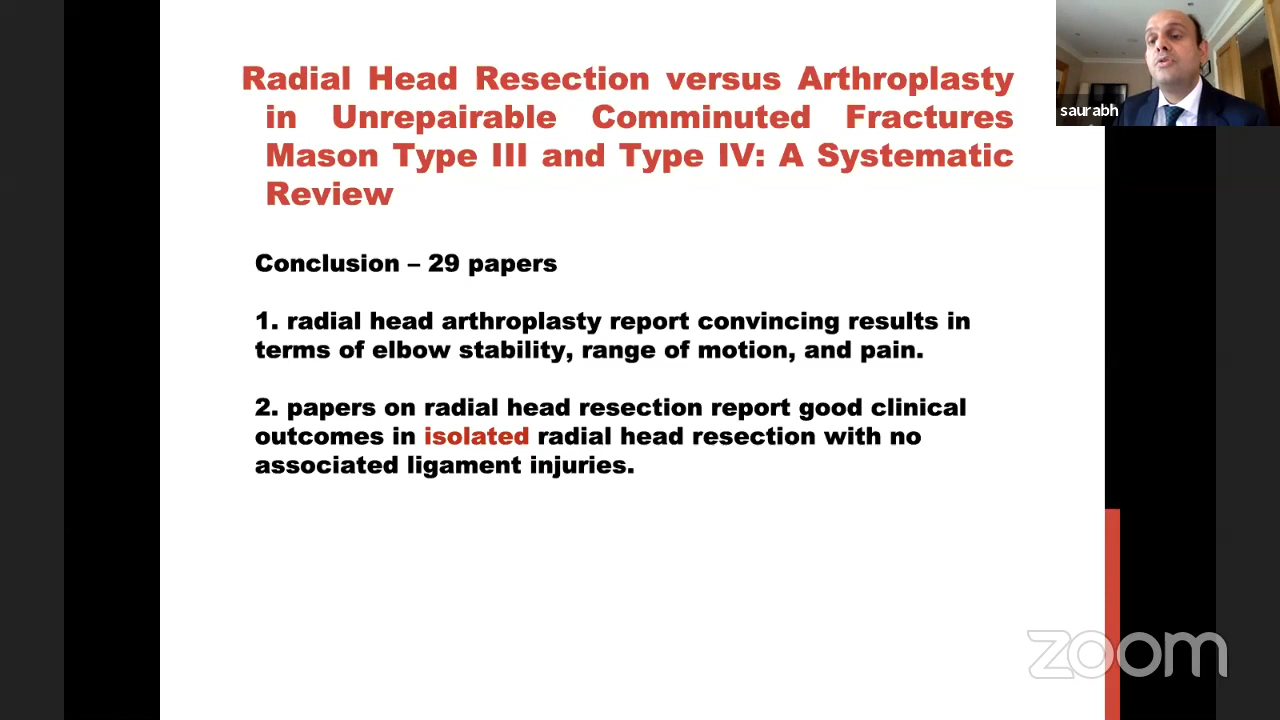 Radial Head Resection versus Arthroplasty
in Unrepairable Comminuted Fractures
Mason Type III and Type IV: A Systematic
Review
saurabh
Conclusion – 29 papers
1. radial head arthroplasty report convincing results in
terms of elbow stability, range of motion, and pain.
2. papers on radial head resection report good clinical
outcomes in isolated radial head resection with no
associated ligament injuries.
zoom